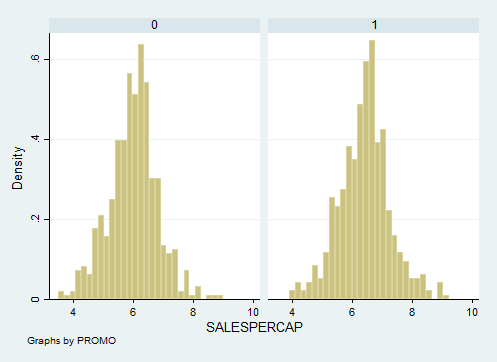 0 1
Density
0 .2 .4 .6
4 6 8 10 4 6 8 10
SALESPERCAP
Graphs by PROMO